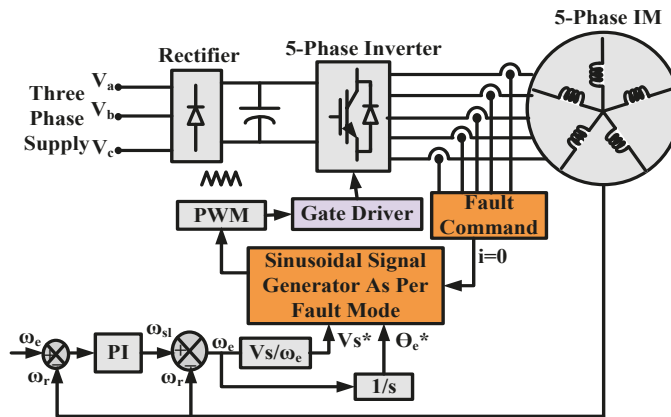 5-Phase IM
Rectifier
5-Phase Inverter
Three
Phase
Supply
Va
Vb
Vc
PWM
Gate Driver
Fault
Command
i=0
Sinusoidal Signal
Generator As Per
Fault Mode
ωe
ωr
PI
ωsl
ωr
ωe
Vs/ωe
Vs*
Θe*
1/s
+
−
+
−